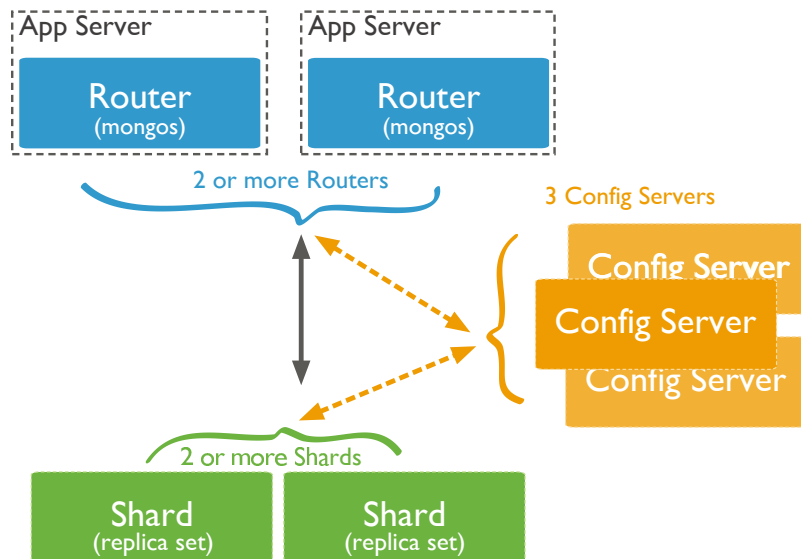 App Server
App Server
Router
(mongos)
Router
(mongos)
2 or more Routers
3 Config Servers
Config Server
Config Server
Config Server
2 or more Shards
Shard
(replica set)
Shard
(replica set)